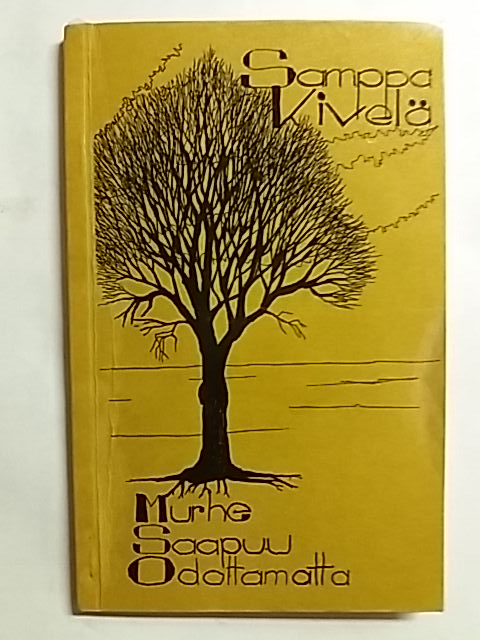 Samppa
Kivelä
Murhe
Saapuu
Odottamatta